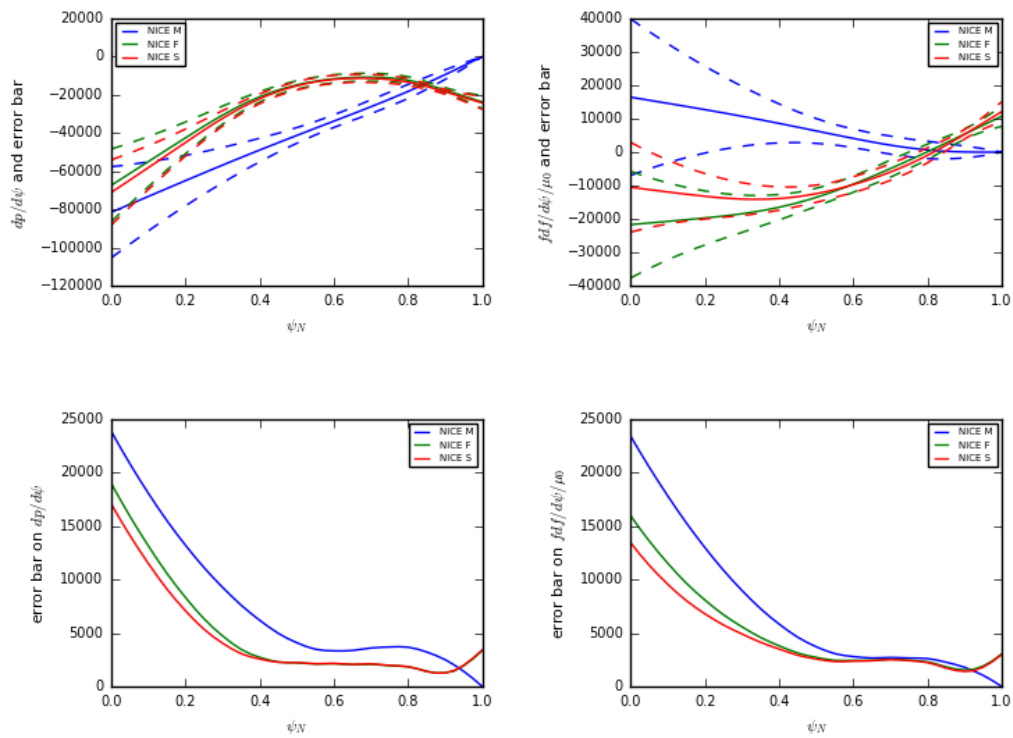 20000
0
−20000
−40000
−60000
−80000
−100000
−120000
0.0 0.2 0.4 0.6 0.8 1.0
ψ_N
dp/dψ and error bar
NICE M
NICE F
NICE S
40000
30000
20000
10000
0
−10000
−20000
−30000
−40000
0.0 0.2 0.4 0.6 0.8 1.0
ψ_N
fdf/dψ/μ₀ and error bar
NICE M
NICE F
NICE S
25000
20000
15000
10000
5000
0
0.0 0.2 0.4 0.6 0.8 1.0
ψ_N
error bar on dp/dψ
NICE M
NICE F
NICE S
25000
20000
15000
10000
5000
0
0.0 0.2 0.4 0.6 0.8 1.0
ψ_N
error bar on fdf/dψ/μ₀
NICE M
NICE F
NICE S